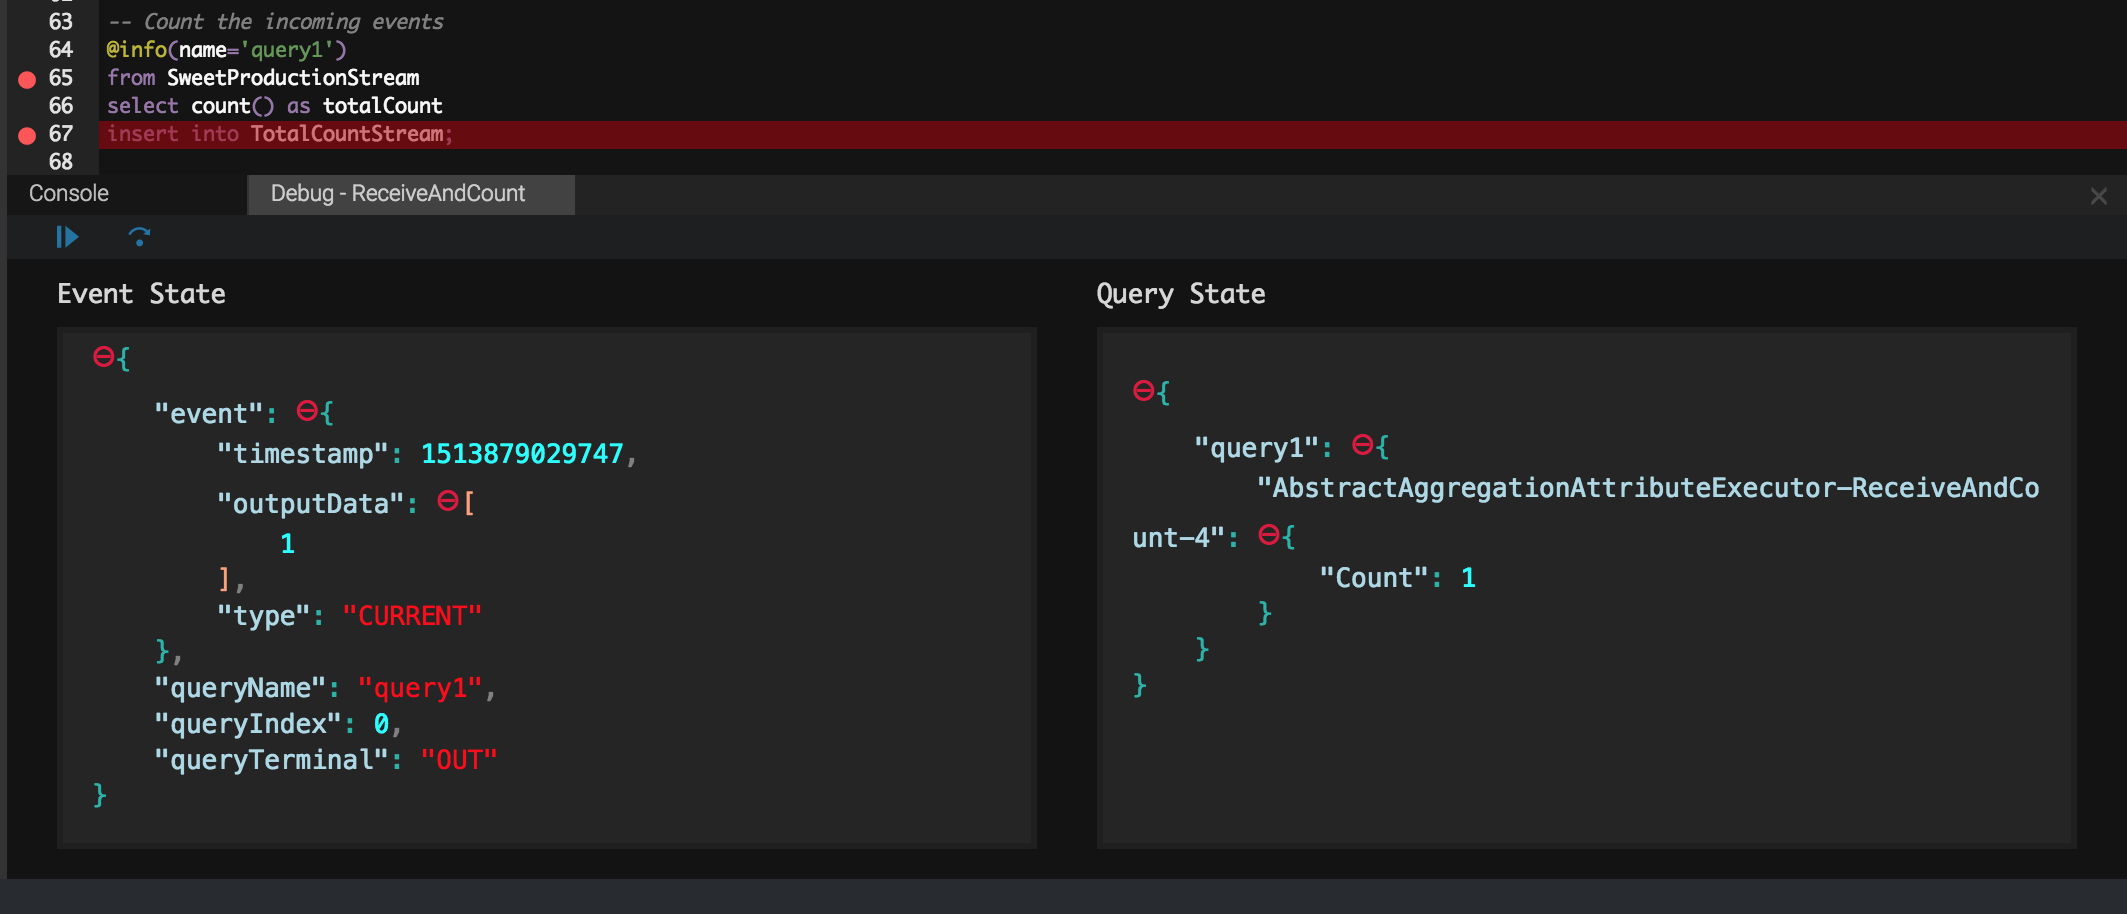 63 -- Count the incoming events
64 @info(name='query1')
65 from SweetProductionStream
66 select count() as totalCount
67 insert into TotalCountStream;
68
Console
Debug - ReceiveAndCount
Event State
{
"event": {
"timestamp": 1513879029747,
"outputData": [
1
],
"type": "CURRENT"
},
"queryName": "query1",
"queryIndex": 0,
"queryTerminal": "OUT"
}
Query State
{
"query1": {
"AbstractAggregationAttributeExecutor-ReceiveAndCo
unt-4": {
"Count": 1
}
}
}